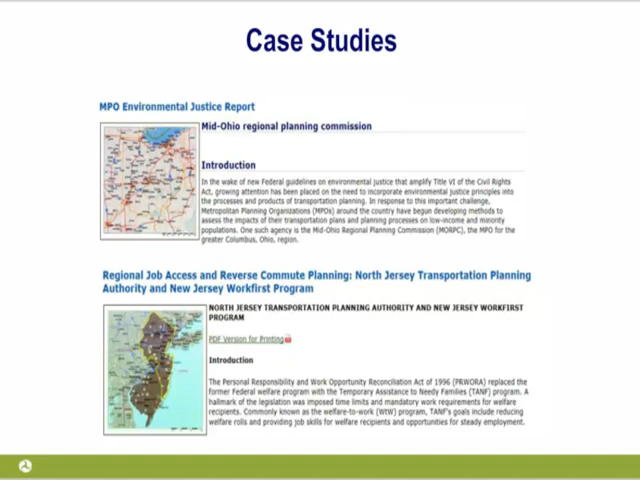 Case Studies
MPO Environmental Justice Report
Mid-Ohio regional planning commission
Introduction
In the wake of new Federal guidelines on environmental justice that amplify Title VI of the Civil Rights
Act, growing attention has been placed on the need to incorporate environmental justice principles into
the processes and products of transportation planning. In response to this important challenge,
Metropolitan Planning Organizations (MPOs) around the country have begun developing methods to
assess the impacts of their transportation plans and planning processes on low-income and minority
populations. One such agency is the Mid-Ohio Regional Planning Commission (MORPC), the MPO for the
greater Columbus, Ohio, region.
Regional Job Access and Reverse Commute Planning: North Jersey Transportation Planning
Authority and New Jersey Workfirst Program
NORTH JERSEY TRANSPORTATION PLANNING AUTHORITY AND NEW JERSEY WORKFIRST
PROGRAM
PDF Version for Printing
Introduction
The Personal Responsibility and Work Opportunity Reconciliation Act of 1996 (PRWORA) replaced the
former Federal welfare program with the Temporary Assistance to Needy Families (TANF) program. A
hallmark of the legislation was imposed time limits and mandatory work requirements for welfare
recipients. Commonly known as the welfare-to-work (WtW) program, TANF's goals include reducing
welfare rolls and providing job skills for welfare recipients and opportunities for steady employment.